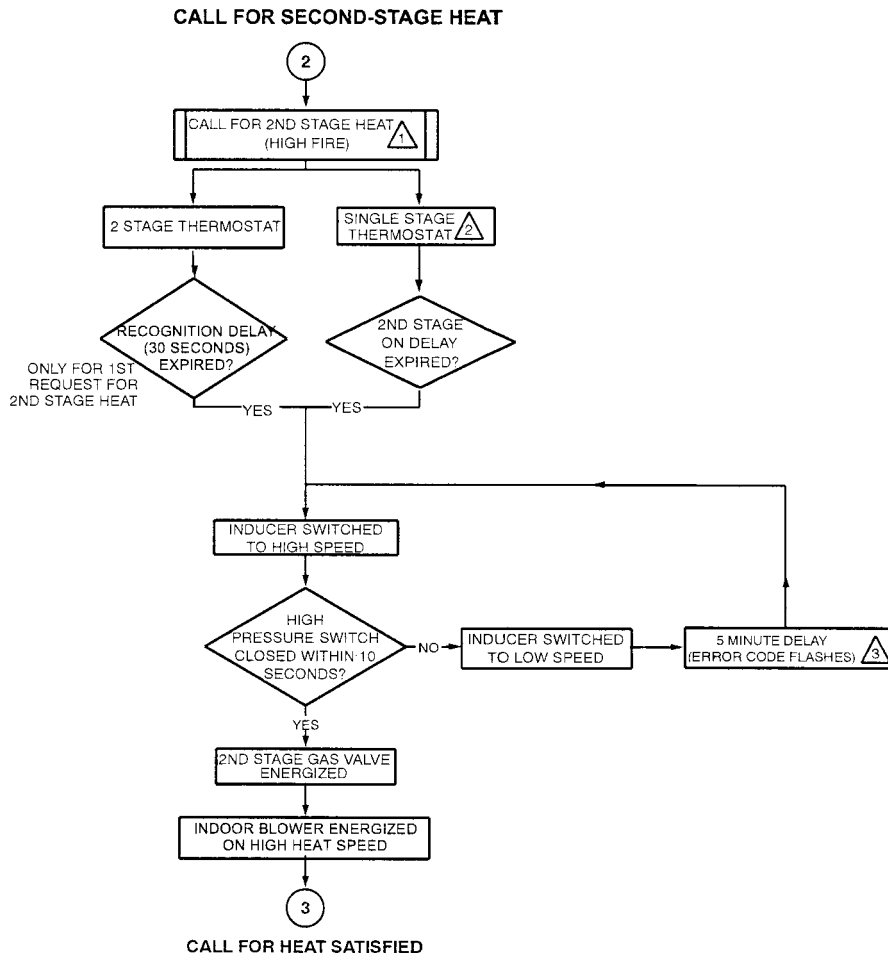 CALL FOR SECOND-STAGE HEAT
2
CALL FOR 2ND STAGE HEAT
(HIGH FIRE)
1
2 STAGE THERMOSTAT
SINGLE STAGE
THERMOSTAT
2
RECOGNITION DELAY
(30 SECONDS)
EXPIRED?
2ND STAGE
ON DELAY
EXPIRED?
ONLY FOR 1ST
REQUEST FOR
2ND STAGE HEAT
YES
YES
INDUCER SWITCHED
TO HIGH SPEED
HIGH
PRESSURE SWITCH
CLOSED WITHIN 10
SECONDS?
NO
INDUCER SWITCHED
TO LOW SPEED
5 MINUTE DELAY
(ERROR CODE FLASHES)
3
YES
2ND STAGE GAS VALVE
ENERGIZED
INDOOR BLOWER ENERGIZED
ON HIGH HEAT SPEED
3
CALL FOR HEAT SATISFIED